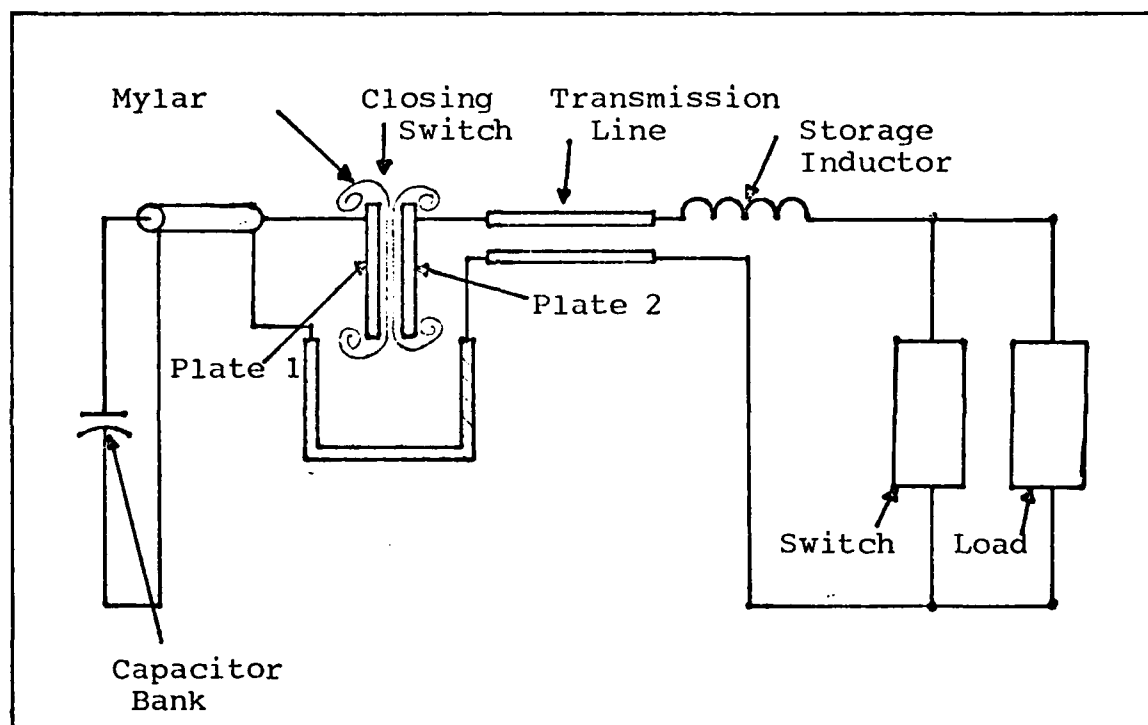 Mylar
Closing
Switch
Transmission
Line
Storage
Inductor
Plate 2
Plate 1
Switch
Load
Capacitor
Bank